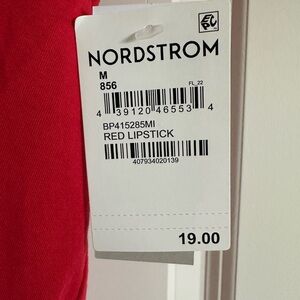 NORDSTROM
M
856
FL_22
4 39120 46553 4
BP415285MI
RED LIPSTICK
407934020139
19.00